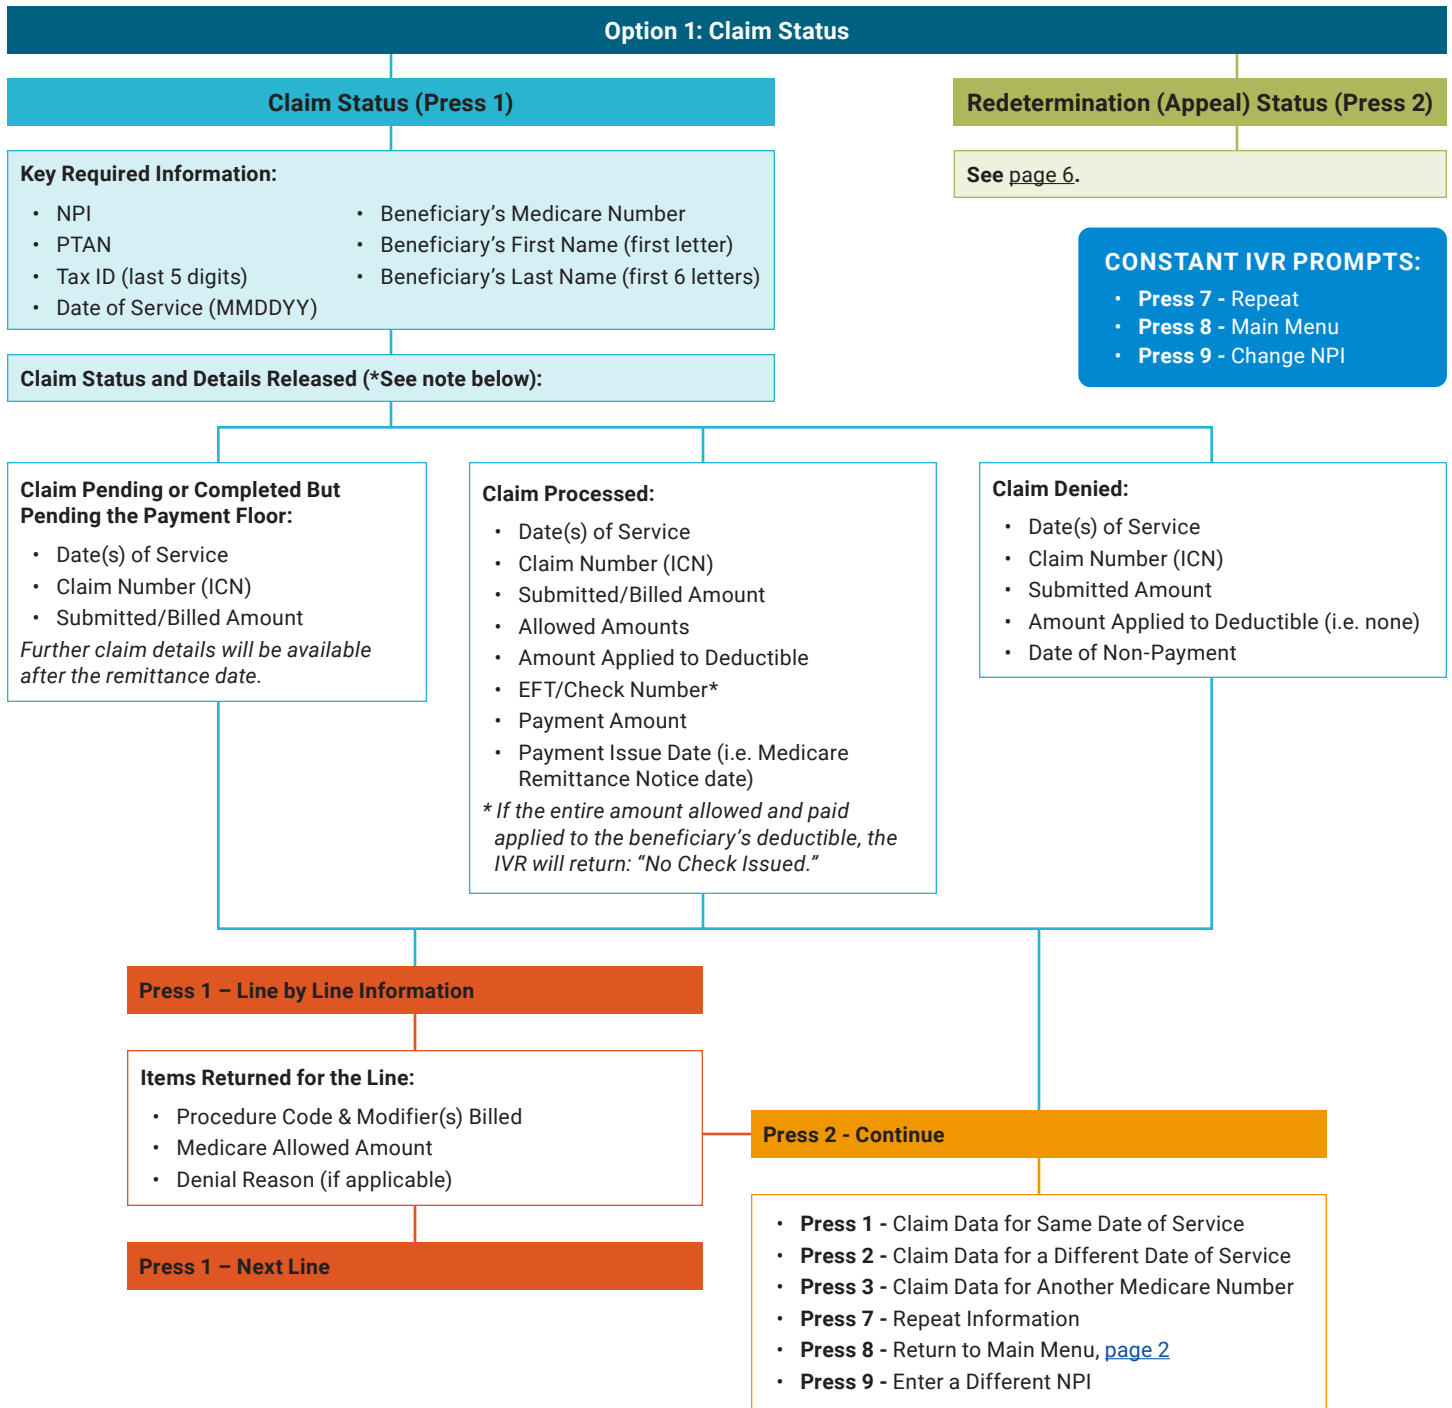 Option 1: Claim Status
Claim Status (Press 1)
Redetermination (Appeal) Status (Press 2)
Key Required Information:
• NPI
• PTAN
• Tax ID (last 5 digits)
• Date of Service (MMDDYY)
• Beneficiary’s Medicare Number
• Beneficiary’s First Name (first letter)
• Beneficiary’s Last Name (first 6 letters)
See page 6.
CONSTANT IVR PROMPTS:
• Press 7 - Repeat
• Press 8 - Main Menu
• Press 9 - Change NPI
Claim Status and Details Released (*See note below):
Claim Pending or Completed But
Pending the Payment Floor:
• Date(s) of Service
• Claim Number (ICN)
• Submitted/Billed Amount
Further claim details will be available
after the remittance date.
Claim Processed:
• Date(s) of Service
• Claim Number (ICN)
• Submitted/Billed Amount
• Allowed Amounts
• Amount Applied to Deductible
• EFT/Check Number*
• Payment Amount
• Payment Issue Date (i.e. Medicare
Remittance Notice date)
* If the entire amount allowed and paid
applied to the beneficiary’s deductible, the
IVR will return: “No Check Issued.”
Claim Denied:
• Date(s) of Service
• Claim Number (ICN)
• Submitted Amount
• Amount Applied to Deductible (i.e. none)
• Date of Non-Payment
Press 1 – Line by Line Information
Items Returned for the Line:
• Procedure Code & Modifier(s) Billed
• Medicare Allowed Amount
• Denial Reason (if applicable)
Press 1 – Next Line
Press 2 - Continue
• Press 1 - Claim Data for Same Date of Service
• Press 2 - Claim Data for a Different Date of Service
• Press 3 - Claim Data for Another Medicare Number
• Press 7 - Repeat Information
• Press 8 - Return to Main Menu, page 2
• Press 9 - Enter a Different NPI